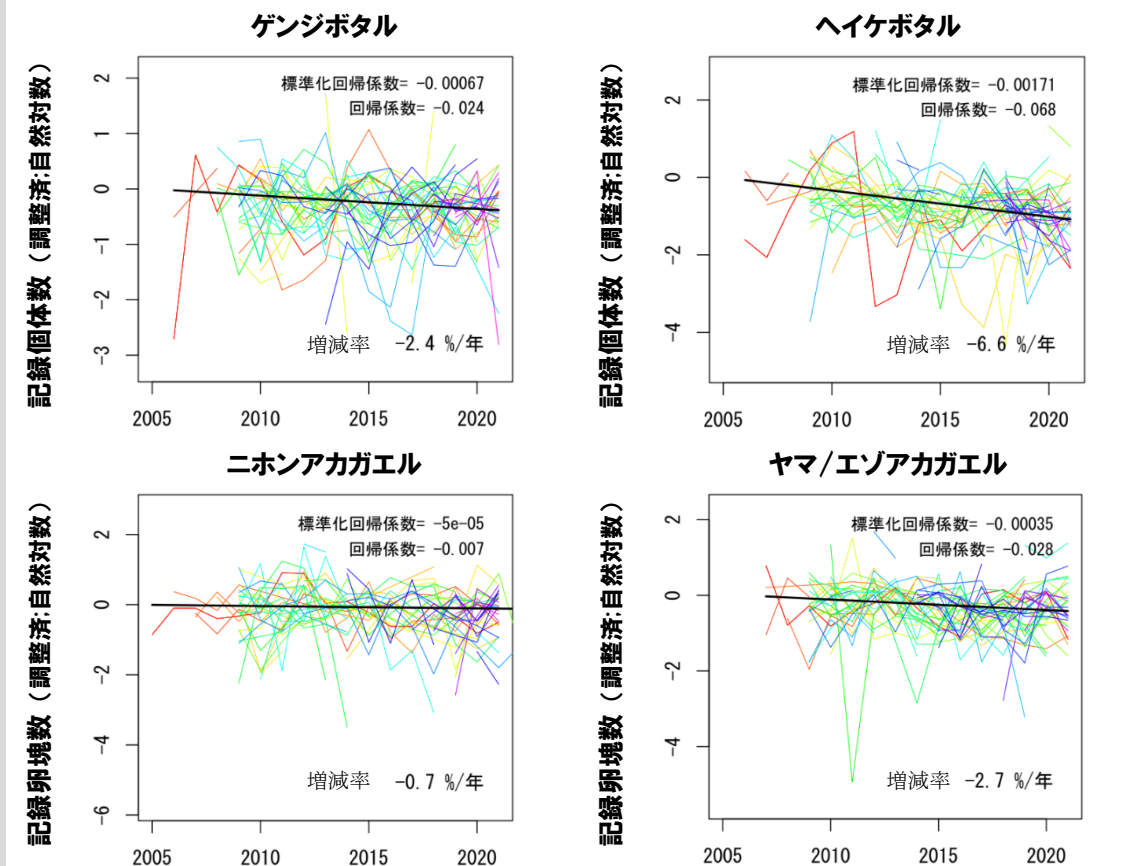 ゲンジボタル
記録個体数（調整済;自然対数）
標準化回帰係数= -0.00067
回帰係数= -0.024
増減率 -2.4 %/年
2
1
0
-1
-2
-3
2005 2010 2015 2020
ヘイケボタル
記録個体数（調整済;自然対数）
標準化回帰係数= -0.00171
回帰係数= -0.068
増減率 -6.6 %/年
2
0
-2
-4
2005 2010 2015 2020
ニホンアカガエル
記録卵塊数（調整済;自然対数）
標準化回帰係数= -5e-05
回帰係数= -0.007
増減率 -0.7 %/年
2
0
-2
-4
-6
2005 2010 2015 2020
ヤマ/エゾアカガエル
記録卵塊数（調整済;自然対数）
標準化回帰係数= -0.00035
回帰係数= -0.028
増減率 -2.7 %/年
2
0
-2
-4
2005 2010 2015 2020